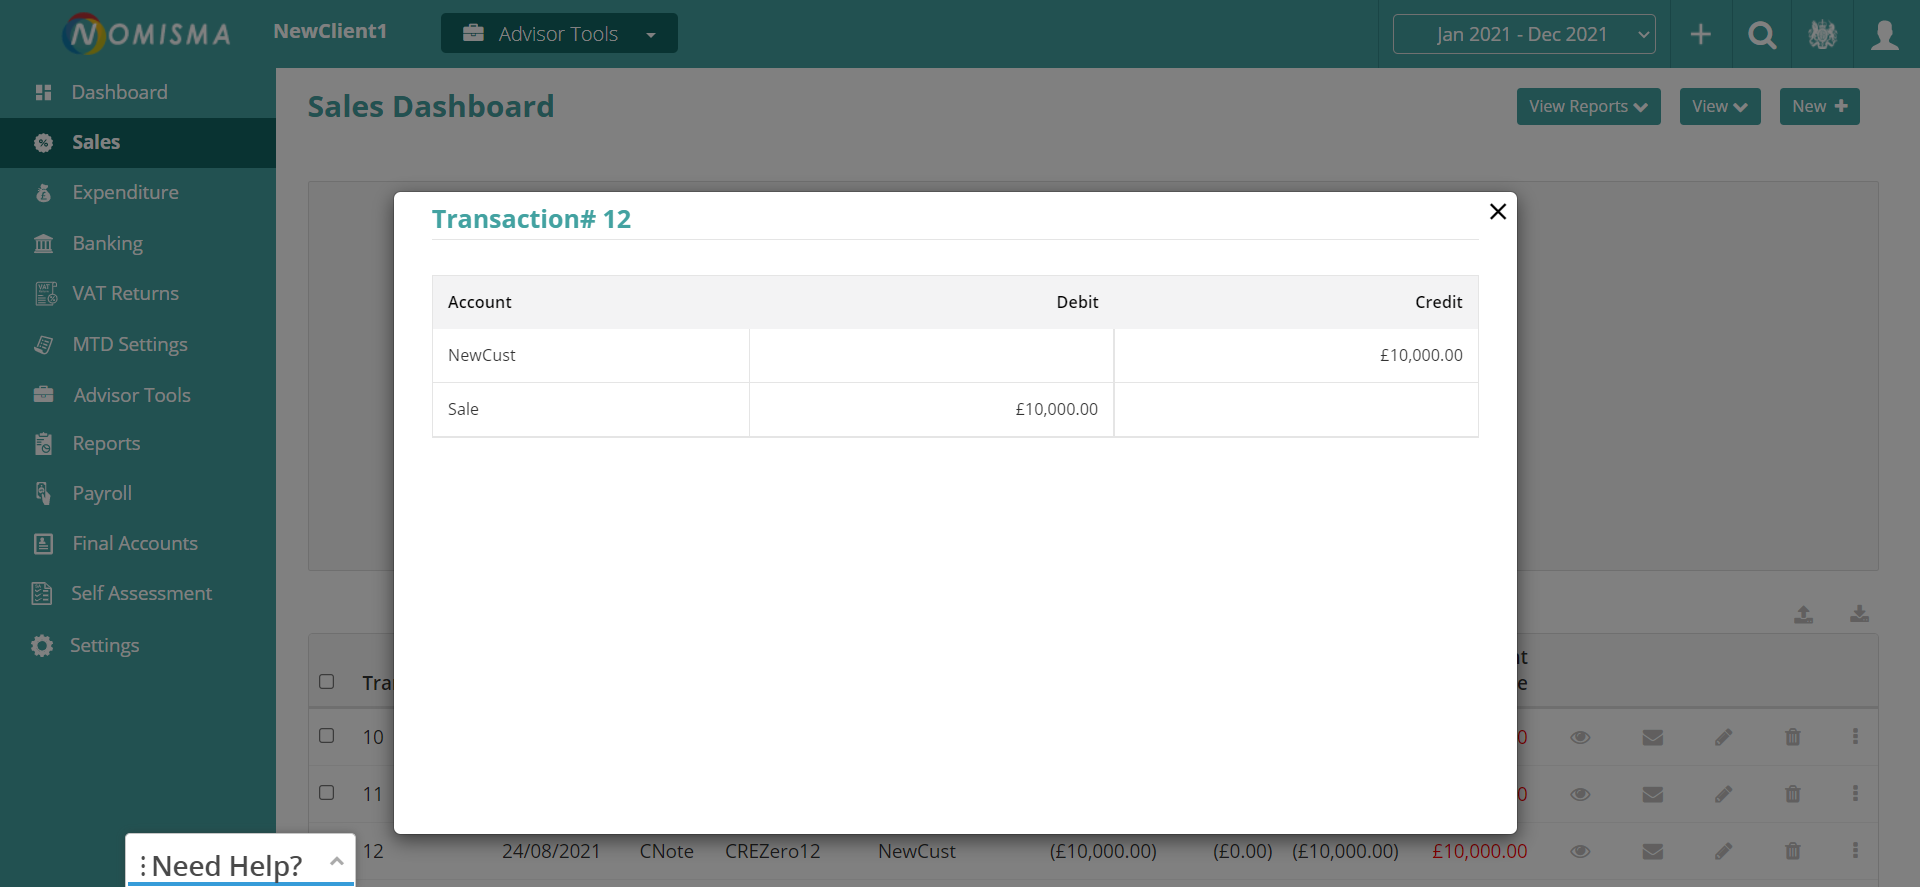 NOMISMA NewClient1 Advisor Tools Jan 2021 - Dec 2021
Dashboard
Sales
Expenditure
Banking
VAT Returns
MTD Settings
Advisor Tools
Reports
Payroll
Final Accounts
Self Assessment
Settings
Sales Dashboard View Reports View New
Transaction# 12
Account Debit Credit
NewCust £10,000.00
Sale £10,000.00
10
11
12 24/08/2021 CNote CREZero12 NewCust (£10,000.00) (£0.00) (£10,000.00) £10,000.00
Need Help?